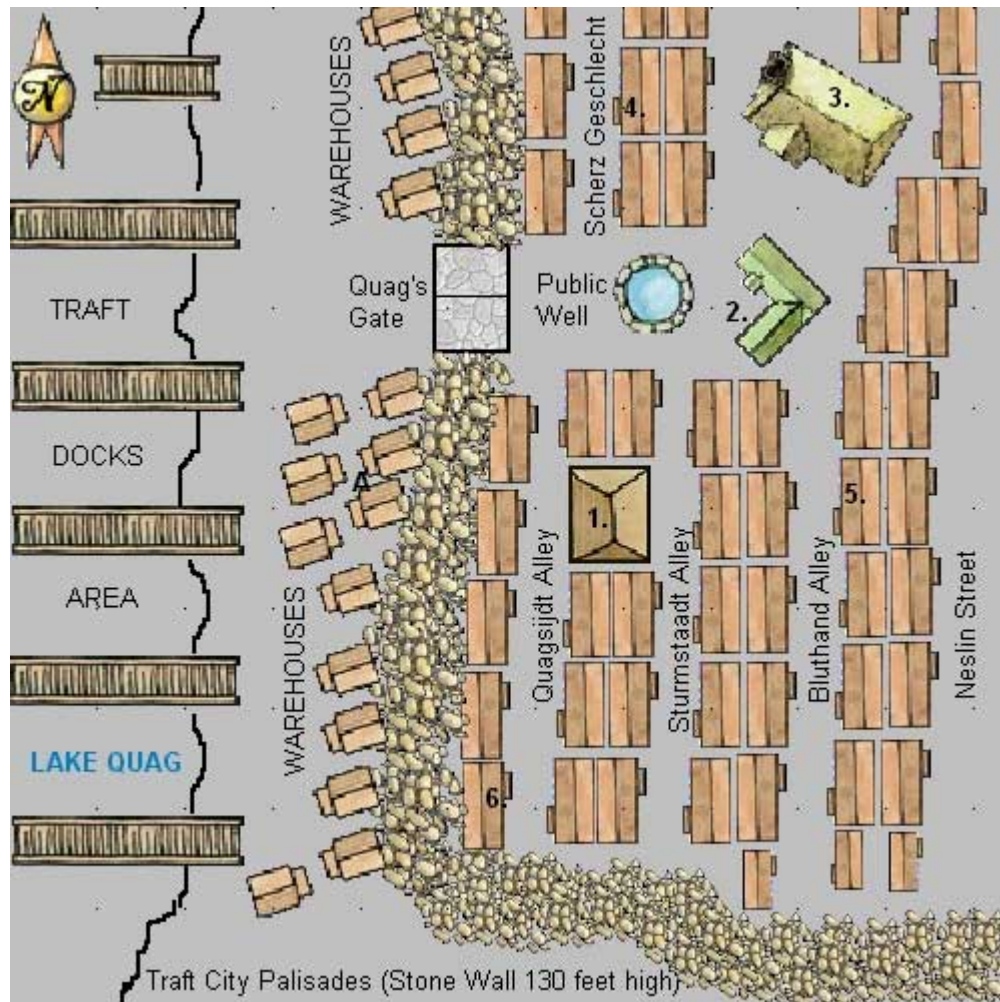 N
WAREHOUSES
Scherz Geschlecht
4.
3.
TRAFT
Quag's
Gate
Public
Well
2.
DOCKS
A
1.
5.
AREA
WAREHOUSES
Quagsijdt Alley
Sturmstaadt Alley
Bluthand Alley
Neslin Street
LAKE QUAG
6.
Traft City Palisades (Stone Wall 130 feet high)